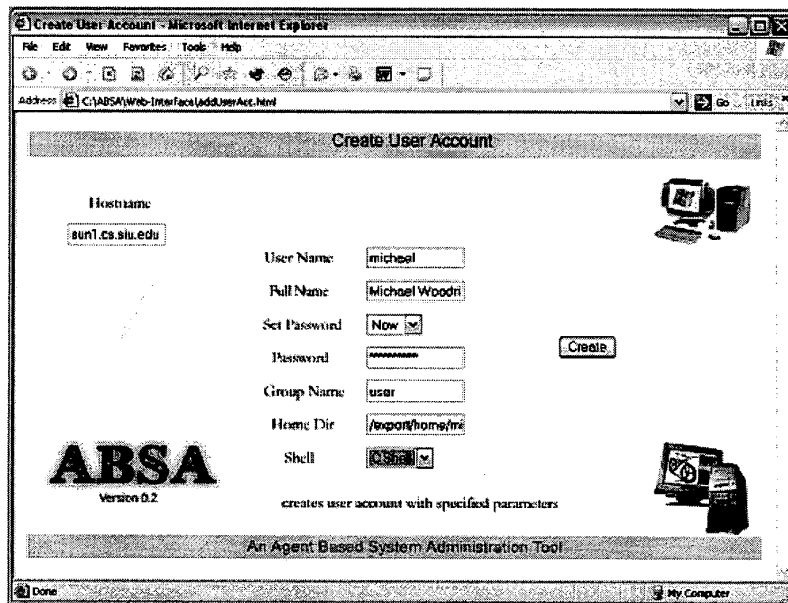 Create User Account - Microsoft Internet Explorer
File Edit View Favorites Tools Help
Address C:\ABSA\Web-Interface\addUserAcc.html Go Links
Create User Account
Hostname
sun1.cs.siu.edu
User Name micheel
Full Name Michael Woodri
Set Password Now
Password **********
Create
Group Name user
Home Dir /export/home/mi
Shell C Shell
ABSA
Version 0.2
creates user account with specified parameters
An Agent Based System Administration Tool
Done My Computer